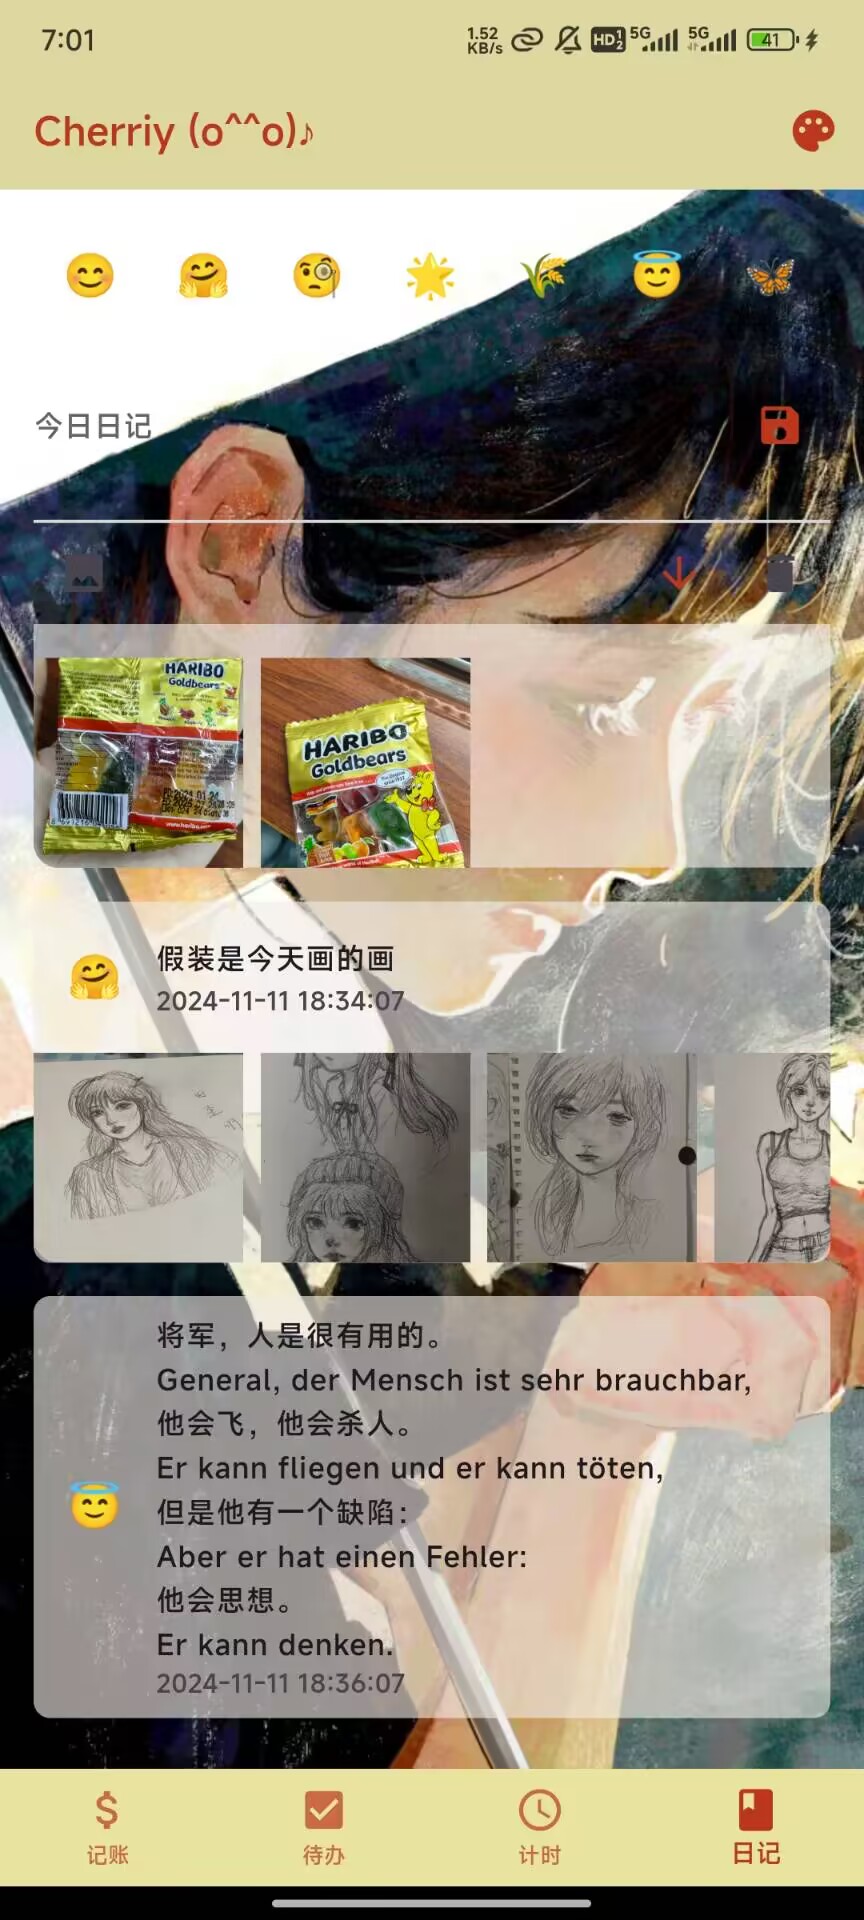 7:01
1.52 KB/s HD 1 2 5G 5G 41
Cherriy (o^^o)♪
今日日记
HARIBO
Goldbears
HARIBO
Goldbears
假装是今天画的画
2024-11-11 18:34:07
将军，人是很有用的。
General, der Mensch ist sehr brauchbar,
他会飞，他会杀人。
Er kann fliegen und er kann töten,
但是他有一个缺陷：
Aber er hat einen Fehler:
他会思想。
Er kann denken.
2024-11-11 18:36:07
记账
待办
计时
日记